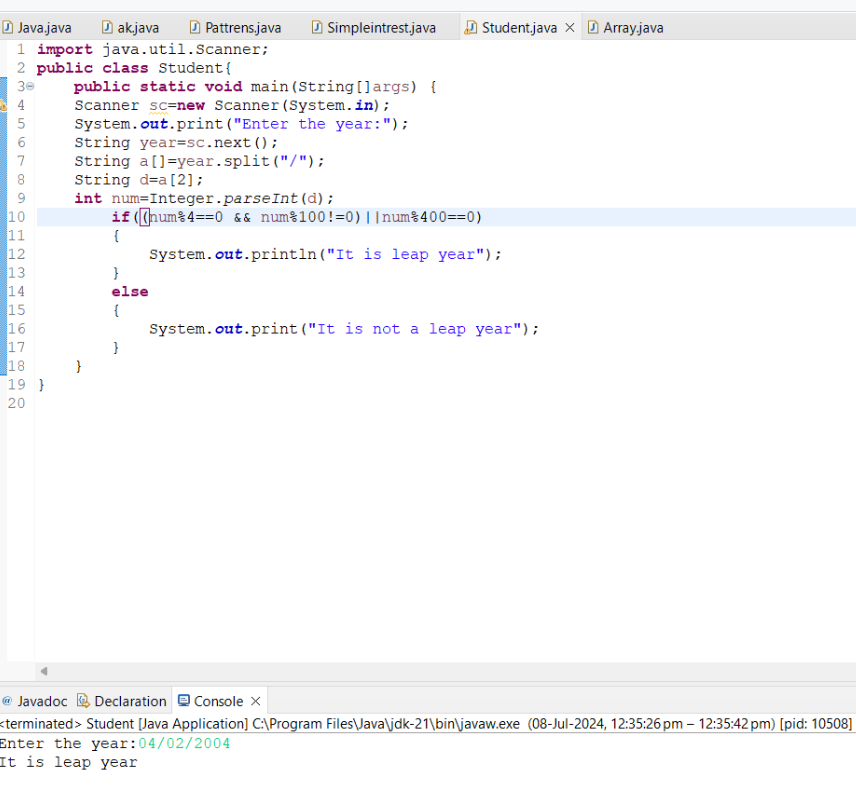 Java.java ak.java Pattrens.java Simpleintrest.java Student.java Array.java
1 import java.util.Scanner;
2 public class Student{
3 public static void main(String[]args) {
4 Scanner sc=new Scanner(System.in);
5 System.out.print("Enter the year:");
6 String year=sc.next();
7 String a[]=year.split("/");
8 String d=a[2];
9 int num=Integer.parseInt(d);
10 if((num%4==0 && num%100!=0)||num%400==0)
11 {
12 System.out.println("It is leap year");
13 }
14 else
15 {
16 System.out.print("It is not a leap year");
17 }
18 }
19 }
20
@ Javadoc Declaration Console
<terminated> Student [Java Application] C:\Program Files\Java\jdk-21\bin\javaw.exe (08-Jul-2024, 12:35:26 pm – 12:35:42 pm) [pid: 10508]
Enter the year:04/02/2004
It is leap year